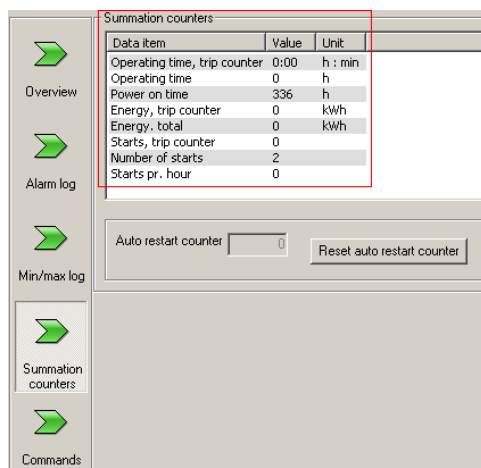 Summation counters
Data item Value Unit
Operating time, trip counter 0:00 h : min
Operating time 0 h
Power on time 336 h
Energy, trip counter 0 kWh
Energy. total 0 kWh
Starts, trip counter 0
Number of starts 2
Starts pr. hour 0
Auto restart counter 0 Reset auto restart counter
Overview
Alarm log
Min/max log
Summation
counters
Commands